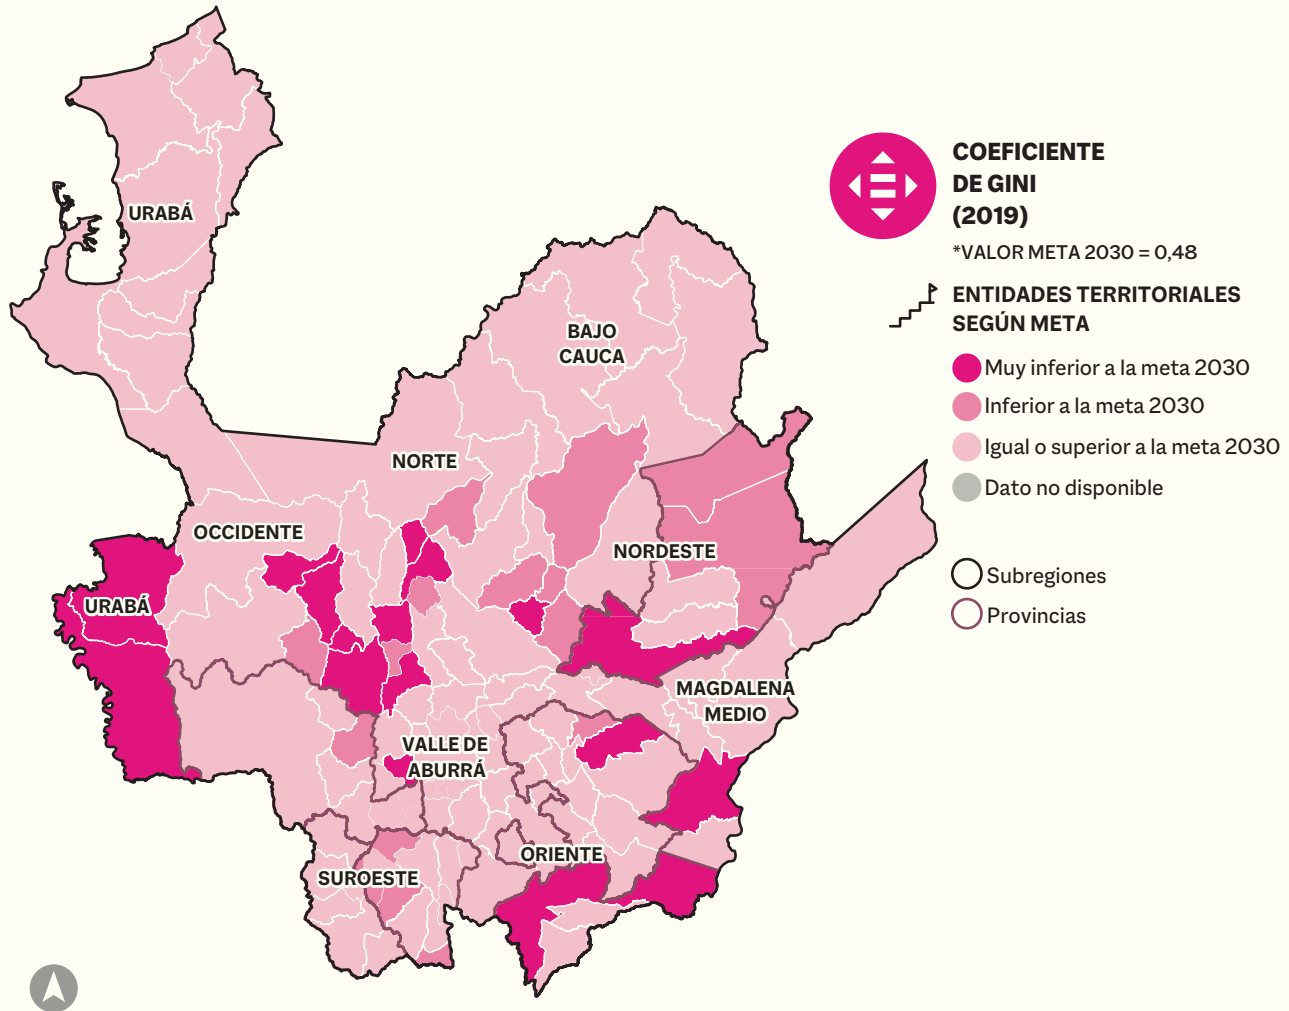 COEFICIENTE
DE GINI
(2019)
*VALOR META 2030 = 0,48
ENTIDADES TERRITORIALES
SEGÚN META
Muy inferior a la meta 2030
Inferior a la meta 2030
Igual o superior a la meta 2030
Dato no disponible
Subregiones
Provincias
URABÁ
BAJO
CAUCA
NORTE
OCCIDENTE
NORDESTE
URABÁ
MAGDALENA
MEDIO
VALLE DE
ABURRÁ
ORIENTE
SUROESTE